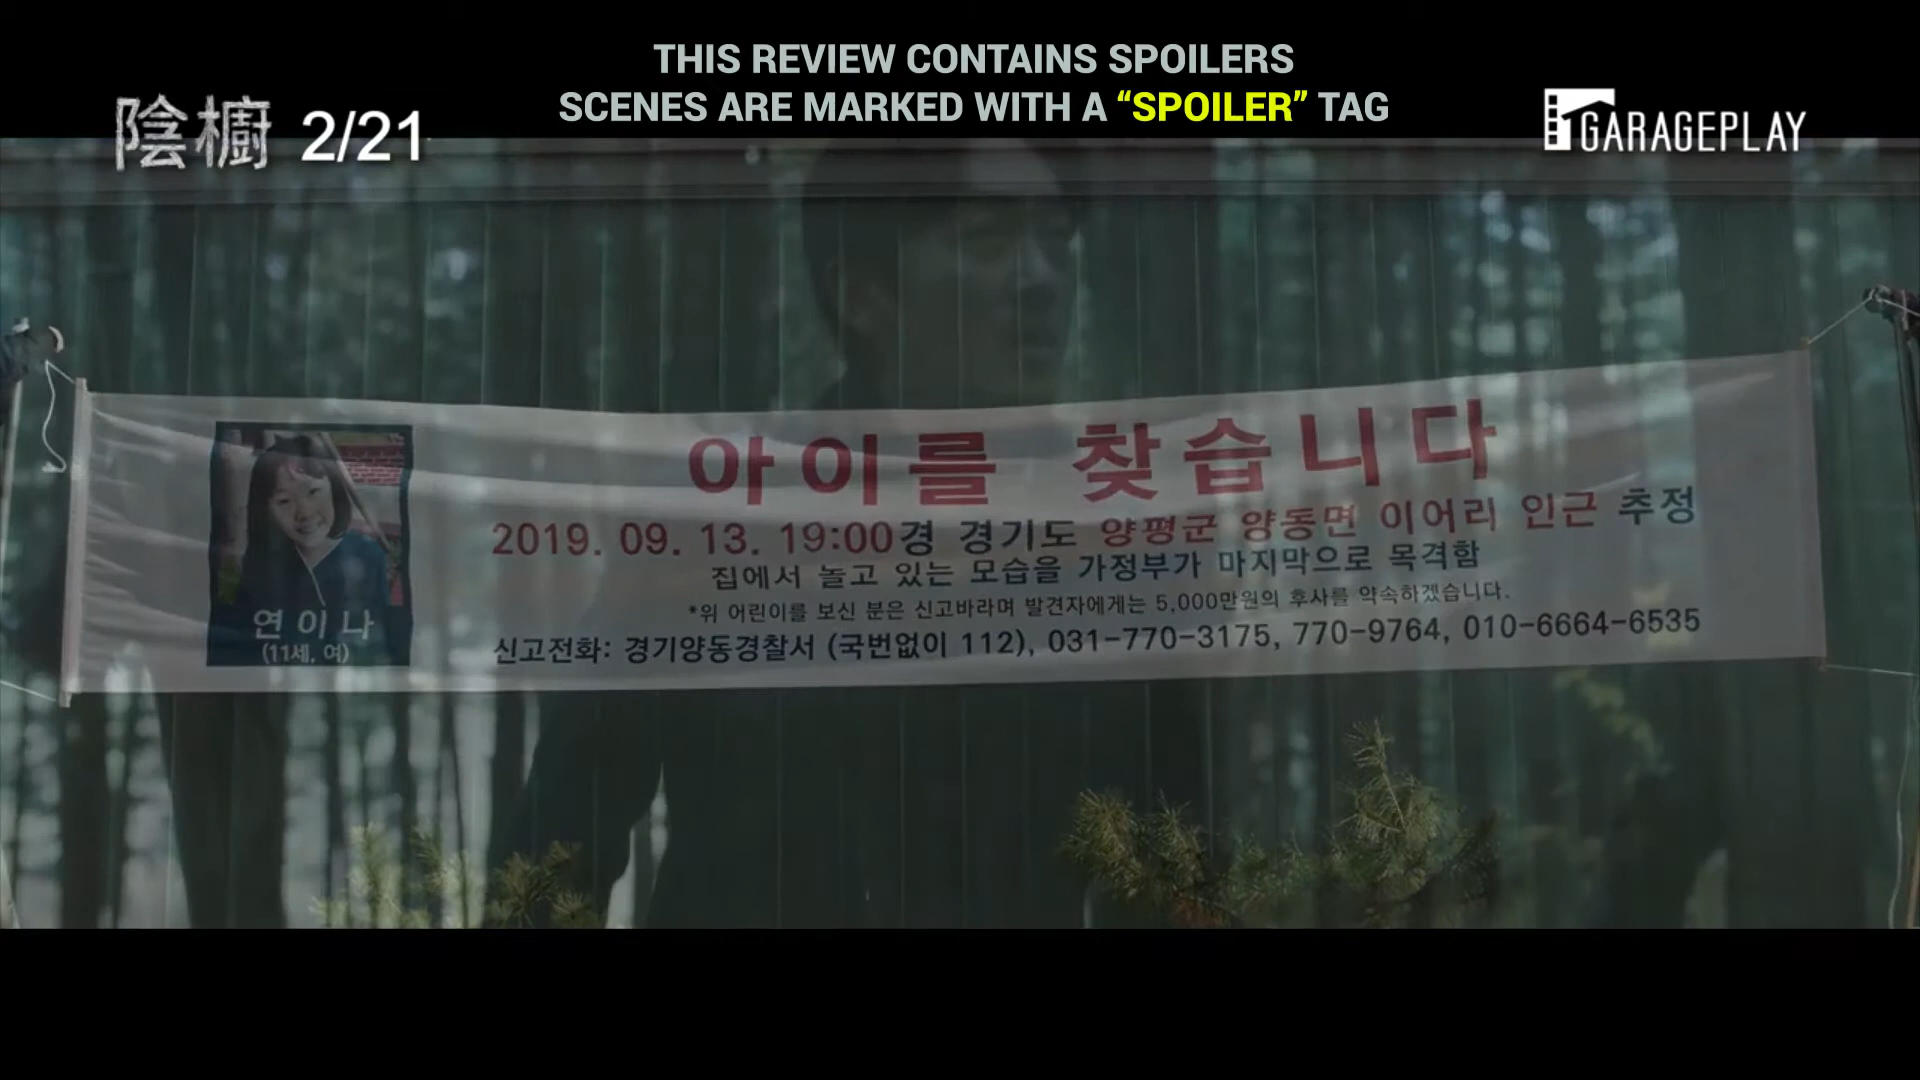 THIS REVIEW CONTAINS SPOILERS
SCENES ARE MARKED WITH A “SPOILER” TAG
陰櫥 2/21
GARAGEPLAY
아이를 찾습니다
2019. 09. 13. 19:00경 경기도 양평군 양동면 이어리 인근 추정
집에서 놀고 있는 모습을 가정부가 마지막으로 목격함
*위 어린이를 보신 분은 신고바라며 발견자에게는 5,000만원의 후사를 약속하겠습니다.
신고전화: 경기양동경찰서 (국번없이 112), 031-770-3175, 770-9764, 010-6664-6535
연이나
(11세, 여)